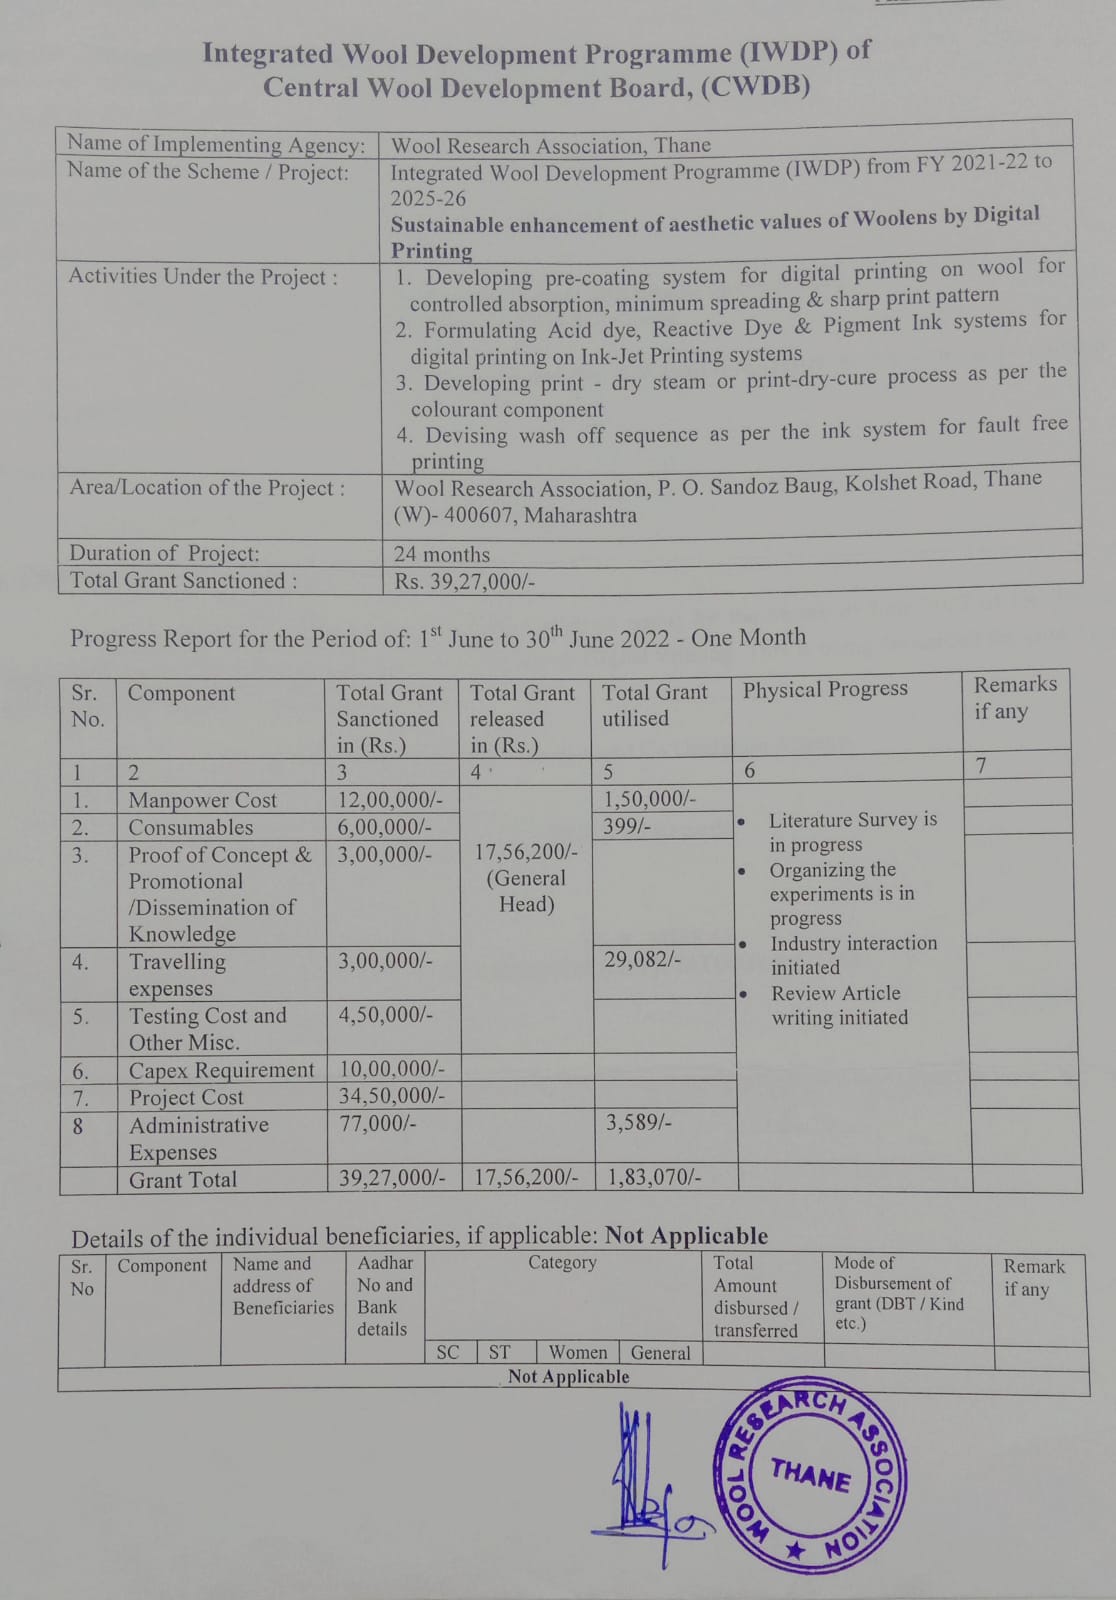 Integrated Wool Development Programme (IWDP) of
Central Wool Development Board, (CWDB)
Name of Implementing Agency: Wool Research Association, Thane
Name of the Scheme / Project: Integrated Wool Development Programme (IWDP) from FY 2021-22 to
2025-26
Sustainable enhancement of aesthetic values of Woolens by Digital
Printing
Activities Under the Project :
1. Developing pre-coating system for digital printing on wool for
controlled absorption, minimum spreading & sharp print pattern
2. Formulating Acid dye, Reactive Dye & Pigment Ink systems for
digital printing on Ink-Jet Printing systems
3. Developing print - dry steam or print-dry-cure process as per the
colourant component
4. Devising wash off sequence as per the ink system for fault free
printing
Area/Location of the Project : Wool Research Association, P. O. Sandoz Baug, Kolshet Road, Thane
(W)- 400607, Maharashtra
Duration of Project: 24 months
Total Grant Sanctioned : Rs. 39,27,000/-
Progress Report for the Period of: 1st June to 30th June 2022 - One Month
Sr. No. Component Total Grant Sanctioned in (Rs.) Total Grant released in (Rs.) Total Grant utilised Physical Progress Remarks if any
1 2 3 4 5 6 7
1. Manpower Cost 12,00,000/- 1,50,000/-
2. Consumables 6,00,000/- 399/-
3. Proof of Concept & 3,00,000/-
Promotional
/Dissemination of
Knowledge
17,56,200/-
(General
Head)
4. Travelling 3,00,000/- 29,082/-
expenses
5. Testing Cost and 4,50,000/-
Other Misc.
6. Capex Requirement 10,00,000/-
7. Project Cost 34,50,000/-
8 Administrative 77,000/- 3,589/-
Expenses
Grant Total 39,27,000/- 17,56,200/- 1,83,070/-
• Literature Survey is
in progress
• Organizing the
experiments is in
progress
• Industry interaction
initiated
• Review Article
writing initiated
Details of the individual beneficiaries, if applicable: Not Applicable
Sr. No Component Name and address of Beneficiaries Aadhar No and Bank details Category Total Amount disbursed / transferred Mode of Disbursement of grant (DBT / Kind etc.) Remark if any
SC ST Women General
Not Applicable
WOOL RESEARCH ASSOCIATION
THANE